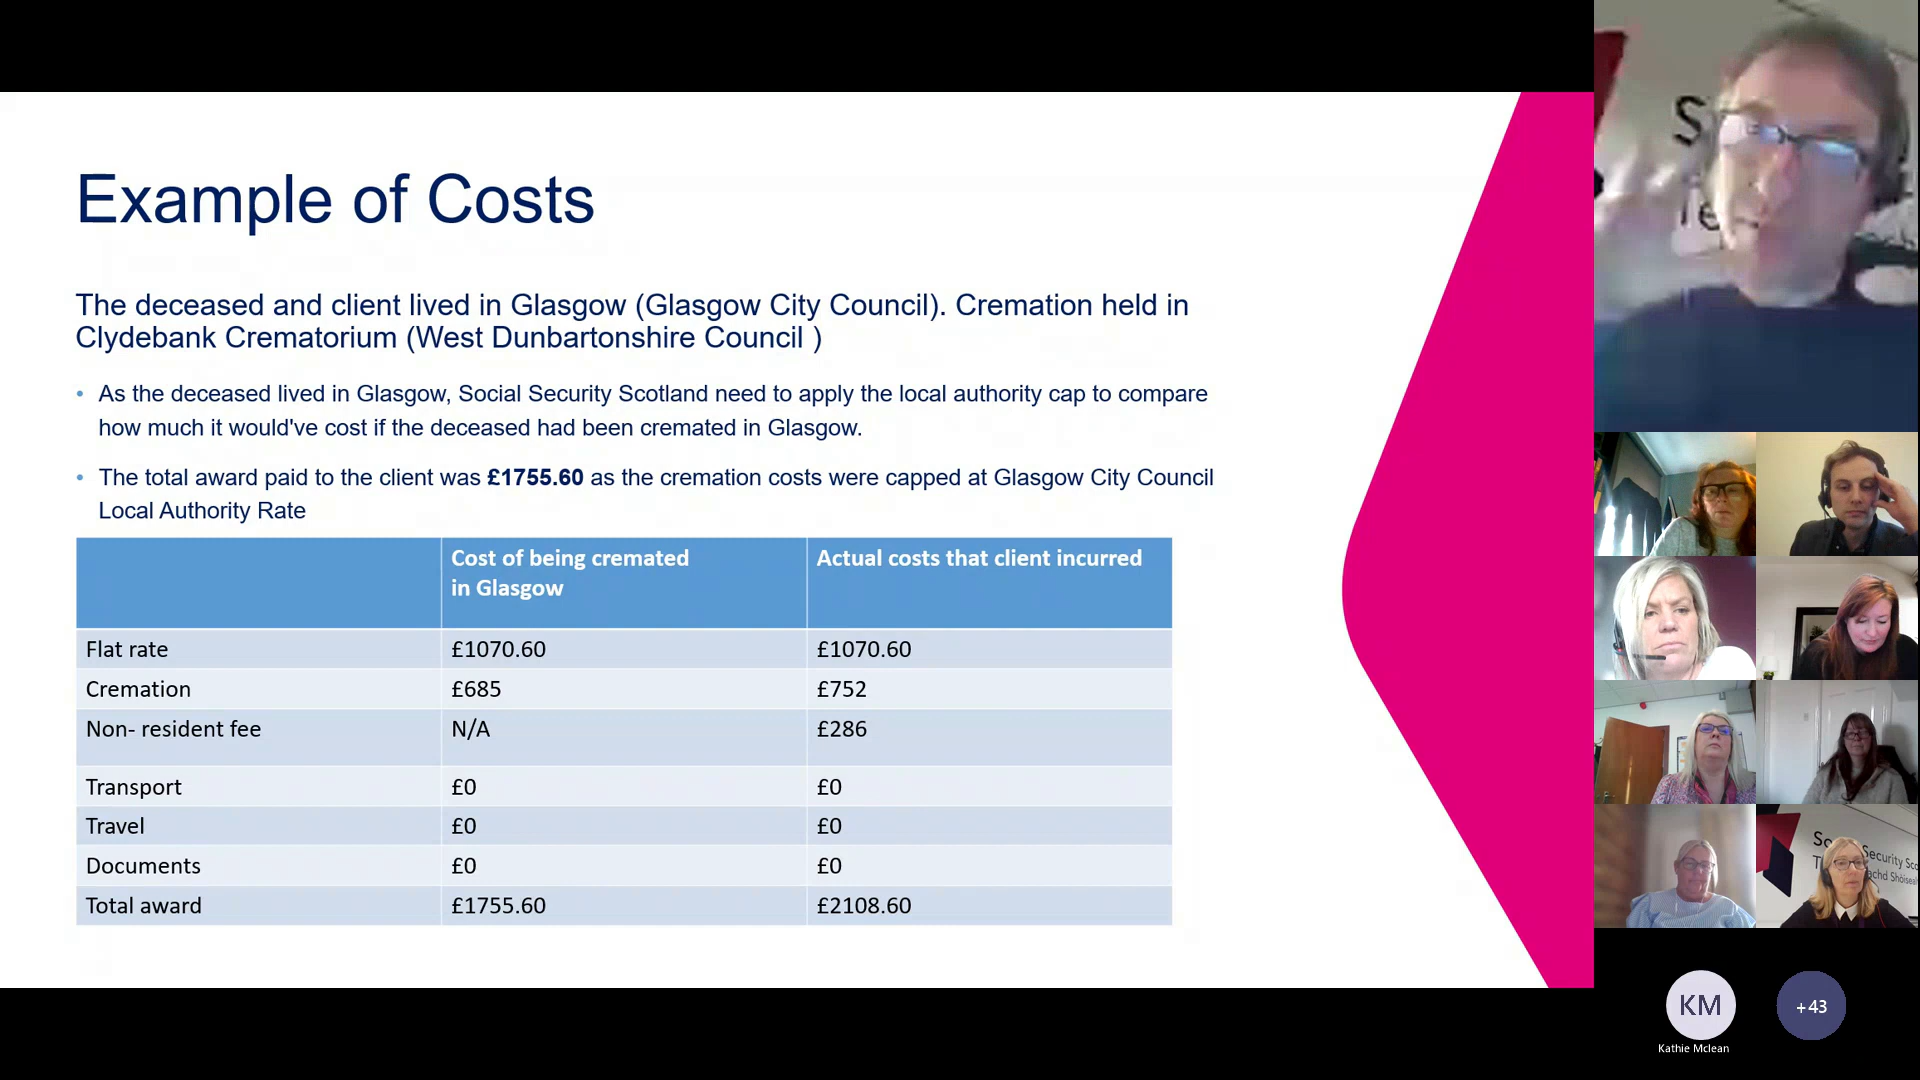 Example of Costs
The deceased and client lived in Glasgow (Glasgow City Council). Cremation held in
Clydebank Crematorium (West Dunbartonshire Council )
• As the deceased lived in Glasgow, Social Security Scotland need to apply the local authority cap to compare
how much it would've cost if the deceased had been cremated in Glasgow.
• The total award paid to the client was £1755.60 as the cremation costs were capped at Glasgow City Council
Local Authority Rate
Cost of being cremated
in Glasgow
Actual costs that client incurred
Flat rate £1070.60 £1070.60
Cremation £685 £752
Non- resident fee N/A £286
Transport £0 £0
Travel £0 £0
Documents £0 £0
Total award £1755.60 £2108.60
Security Sco
KM
+43
Kathie Mclean